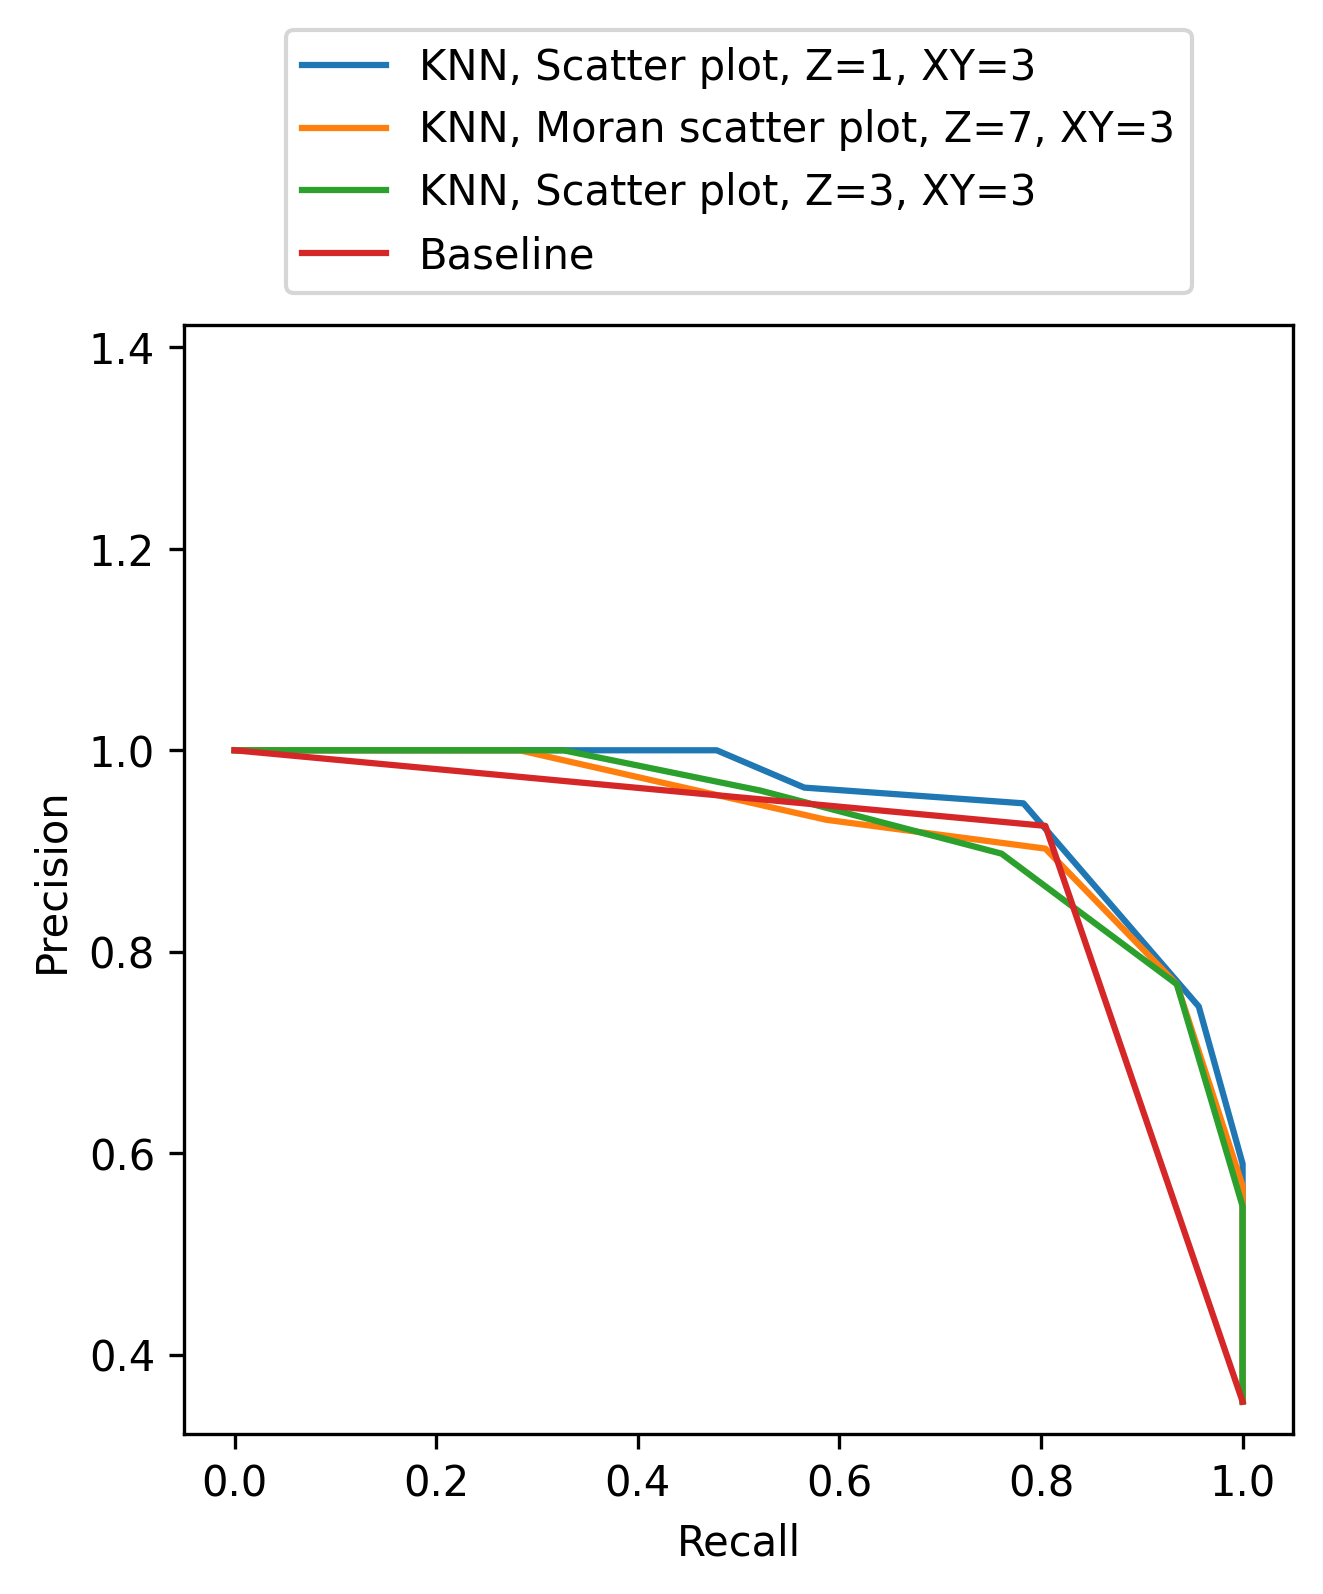 KNN, Scatter plot, Z=1, XY=3
KNN, Moran scatter plot, Z=7, XY=3
KNN, Scatter plot, Z=3, XY=3
Baseline
1.4
1.2
1.0
0.8
0.6
0.4
Precision
0.0 0.2 0.4 0.6 0.8 1.0
Recall